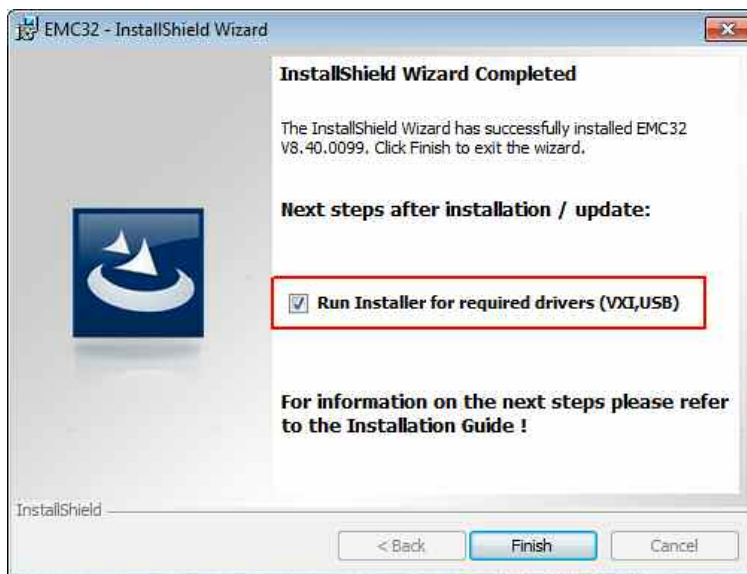 EMC32 - InstallShield Wizard
InstallShield Wizard Completed
The InstallShield Wizard has successfully installed EMC32
V8.40.0099. Click Finish to exit the wizard.
Next steps after installation / update:
Run Installer for required drivers (VXI,USB)
For information on the next steps please refer
to the Installation Guide !
InstallShield
< Back
Finish
Cancel